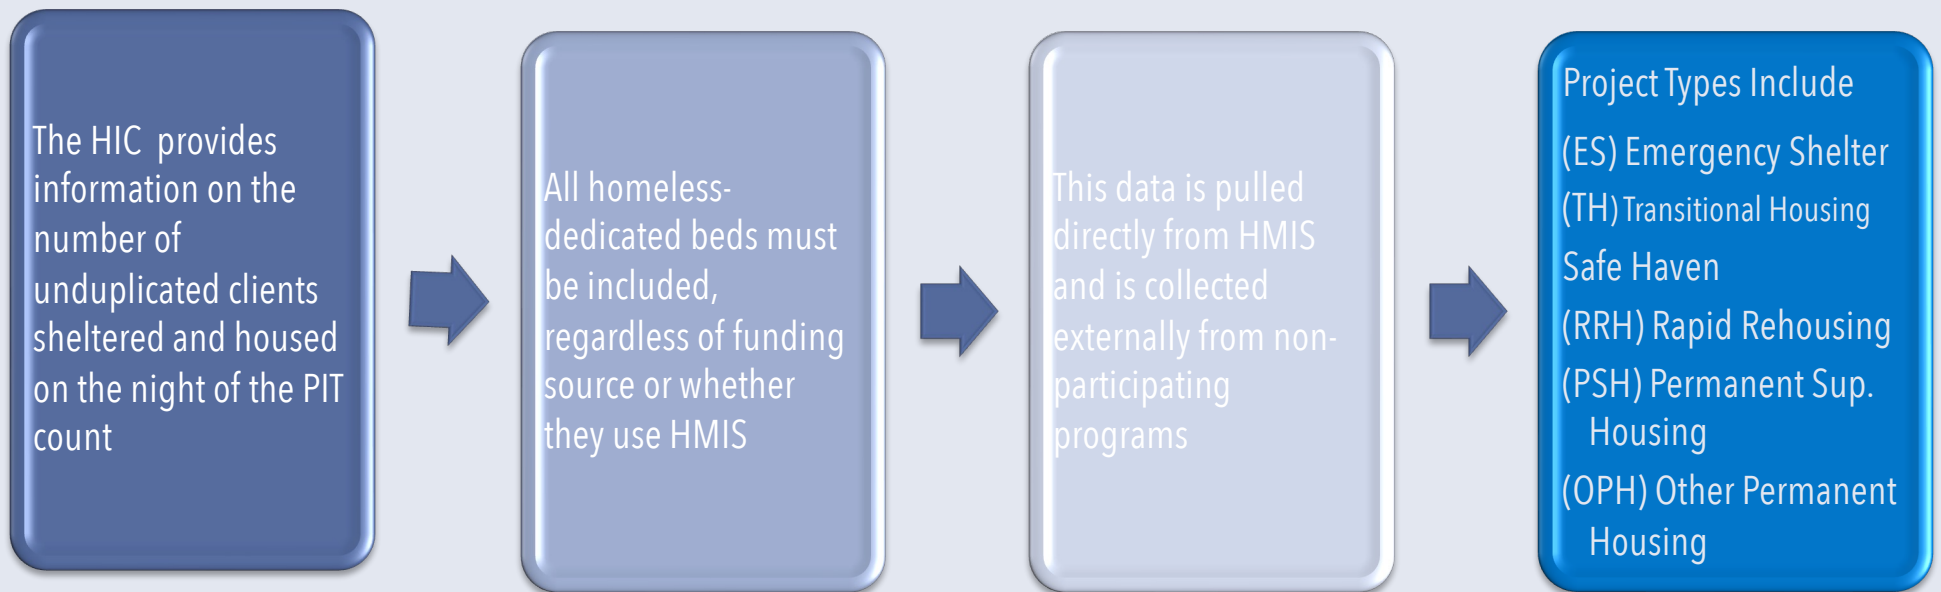 The HIC provides
information on the
number of
unduplicated clients
sheltered and housed
on the night of the PIT
count
All homeless-
dedicated beds must
be included,
regardless of funding
source or whether
they use HMIS
This data is pulled
directly from HMIS
and is collected
externally from non-
participating
programs
Project Types Include
(ES) Emergency Shelter
(TH) Transitional Housing
Safe Haven
(RRH) Rapid Rehousing
(PSH) Permanent Sup.
Housing
(OPH) Other Permanent
Housing